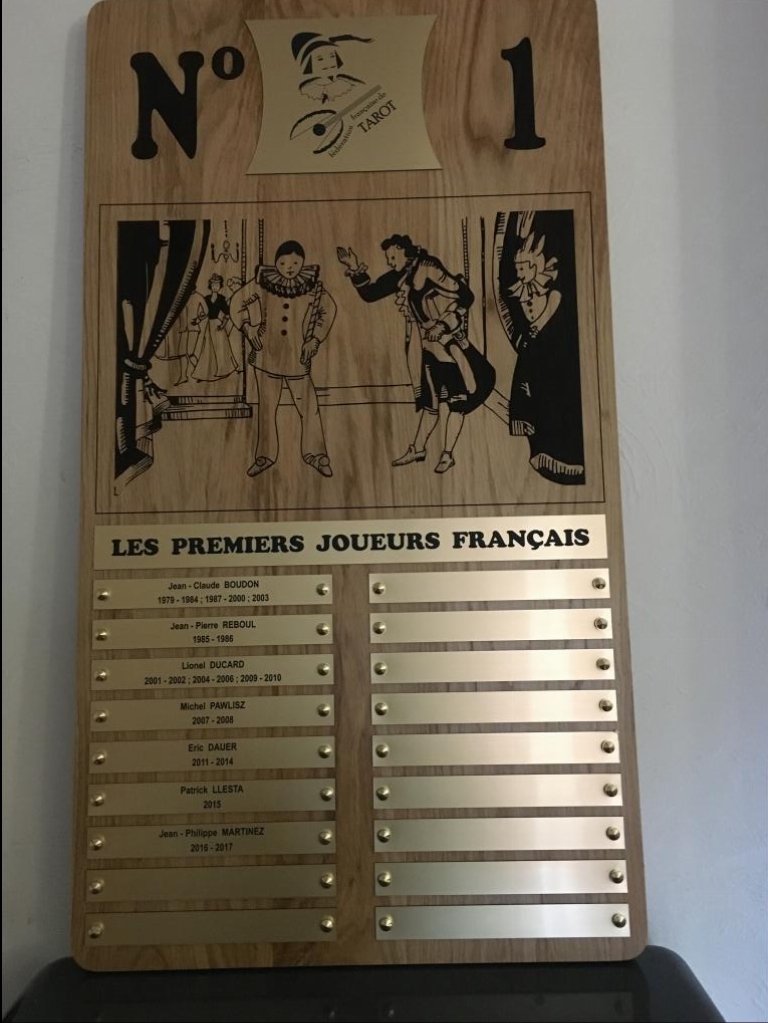 Nº 1
fédération française de
TAROT
LES PREMIERS JOUEURS FRANÇAIS
Jean - Claude BOUDON
1979 - 1984 ; 1987 - 2000 ; 2003
Jean - Pierre REBOUL
1985 - 1986
Lionel DUCARD
2001 - 2002 ; 2004 - 2006 ; 2009 - 2010
Michel PAWLISZ
2007 - 2008
Eric DAUER
2011 - 2014
Patrick LLESTA
2015
Jean - Philippe MARTINEZ
2016 - 2017